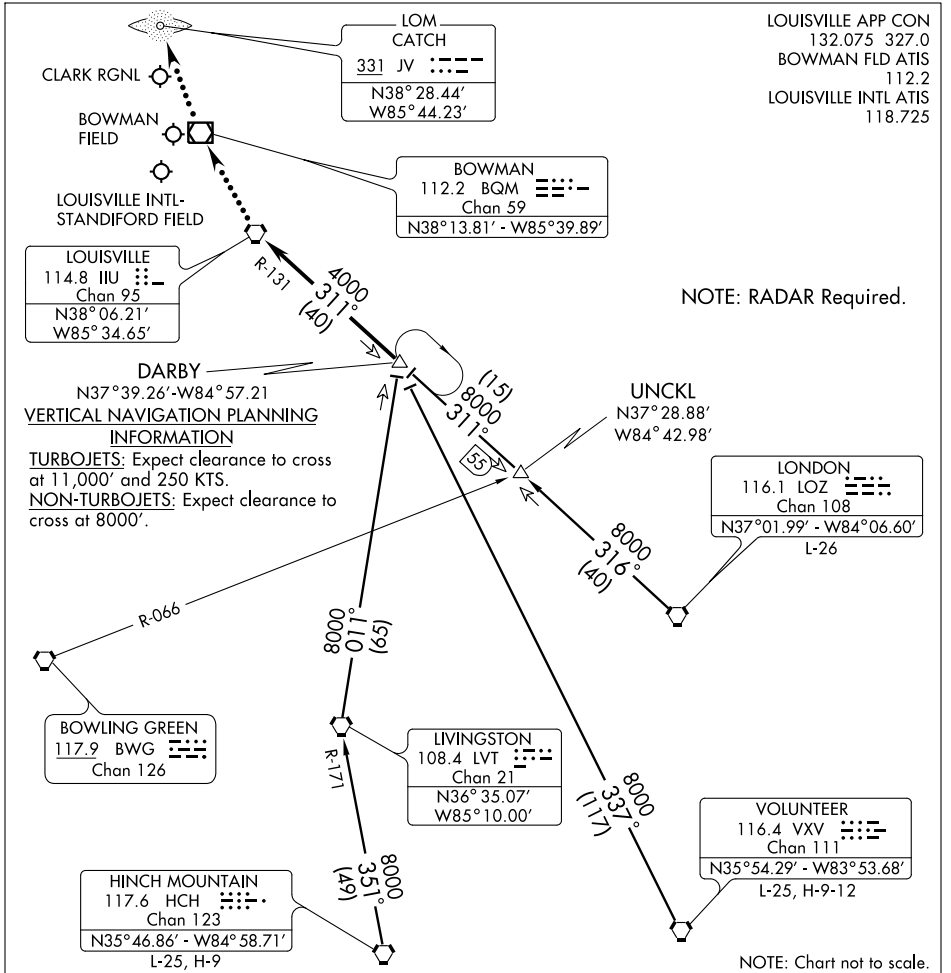 LOUISVILLE APP CON
132.075 327.0
BOWMAN FLD ATIS
112.2
LOUISVILLE INTL ATIS
118.725
LOM
CATCH
331 JV
N38°28.44′
W85°44.23′
CLARK RGNL
BOWMAN
FIELD
LOUISVILLE INTL-
STANDIFORD FIELD
BOWMAN
112.2 BQM
Chan 59
N38°13.81′ - W85°39.89′
LOUISVILLE
114.8 IIU
Chan 95
N38°06.21′
W85°34.65′
R-131
4000
311°
(40)
NOTE: RADAR Required.
DARBY
N37°39.26′-W84°57.21
VERTICAL NAVIGATION PLANNING
INFORMATION
TURBOJETS: Expect clearance to cross
at 11,000′ and 250 KTS.
NON-TURBOJETS: Expect clearance to
cross at 8000′.
(15)
8000
311°
55
UNCKL
N37°28.88′
W84°42.98′
LONDON
116.1 LOZ
Chan 108
N37°01.99′ - W84°06.60′
L-26
8000
316°
(40)
R-066
8000
011°
(65)
BOWLING GREEN
117.9 BWG
Chan 126
LIVINGSTON
108.4 LVT
Chan 21
N36°35.07′
W85°10.00′
R-171
8000
337°
(117)
VOLUNTEER
116.4 VXV
Chan 111
N35°54.29′ - W83°53.68′
L-25, H-9-12
8000
351°
(49)
HINCH MOUNTAIN
117.6 HCH
Chan 123
N35°46.86′ - W84°58.71′
L-25, H-9
NOTE: Chart not to scale.